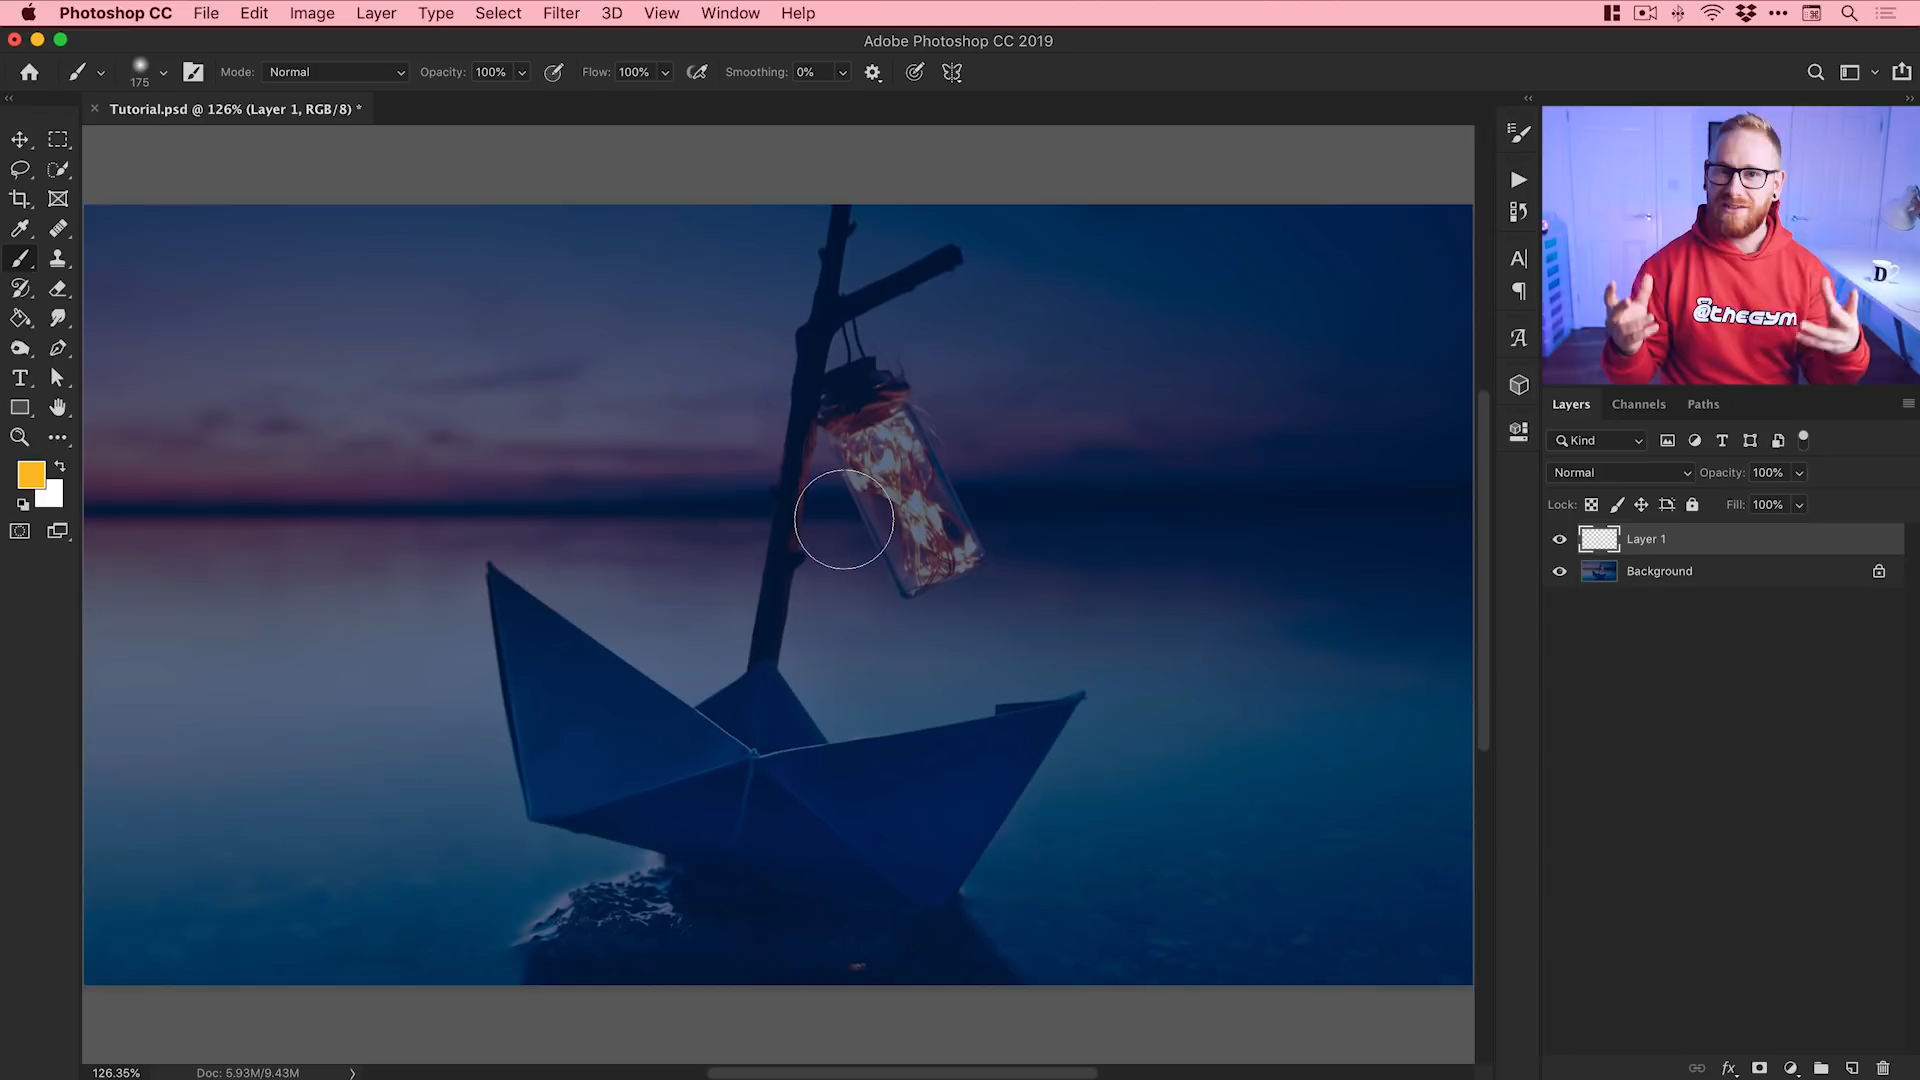 Photoshop CC File Edit Image Layer Type Select Filter 3D View Window Help
Adobe Photoshop CC 2019
175 Mode: Normal Opacity: 100% Flow: 100% Smoothing: 0%
Tutorial.psd @ 126% (Layer 1, RGB/8) *
D
@THEGYM
Layers Channels Paths
Kind
Normal Opacity: 100%
Lock: Fill: 100%
Layer 1
Background
126.35% Doc: 5.93M/9.43M